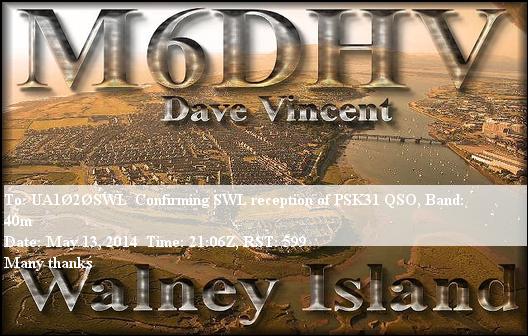 M6DHV
Dave Vincent
To: UA1Ø2ØSWL Confirming SWL reception of PSK31 QSO, Band:
40m
Date: May 13, 2014 Time: 21:06Z, RST: 599
Many thanks
Walney Island